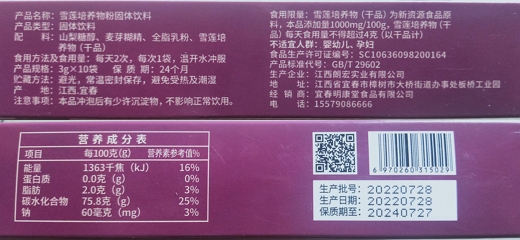 产品名称：雪莲培养物粉固体饮料
产品类型：固体饮料
配　　料：山梨糖醇、麦芽糊精、全脂乳粉、雪莲培养物（干品）
食用方法：每天2次，每次1袋，温开水冲服
产品规格：3g×10袋　保 质 期：24个月
贮藏方法：避光，常温密封保存，避免受热及潮湿
产　　地：江西.宜春
注意事项：本品冲泡后有少许沉淀物，不影响正常饮用。
食用限量：雪莲培养物（干品）为新资源食品原料，本品添加量1000mg/100g，雪莲培养物（干品）每天食用量不得超过4克（以干品计）
不适宜人群：婴幼儿、孕妇
食品生产许可证编号：SC10636098200164
产品标准代号：GB/T 29602
生产企业：江西朗宏实业有限公司
地　　址：江西省宜春市樟树市大桥街道办事处板桥工业园
经 销 商：宜春明康堂食品有限公司
电　　话：15579086666
营养成分表
项目　每100克(g)　营养素参考值%
能量　1363千焦（kJ）　16%
蛋白质　0.0克（g）　0%
脂肪　2.0克（g）　3%
碳水化合物　75.8克（g）　25%
钠　60毫克（mg）　3%
6 970260 315029
生产批号：20220728
生产日期：20220728
保质期至：20240727